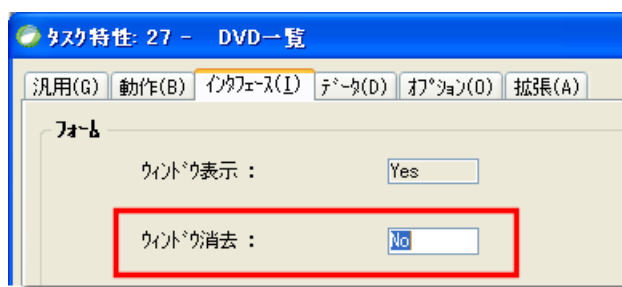 ﾀｽｸ特性: 27 - DVD一覧
汎用(G) 動作(B) ｲﾝﾀﾌｪｰｽ(I) ﾃﾞｰﾀ(D) ｵﾌﾟｼｮﾝ(O) 拡張(A)
ﾌｫｰﾑ
ｳｨﾝﾄﾞｳ表示 : Yes
ｳｨﾝﾄﾞｳ消去 : No